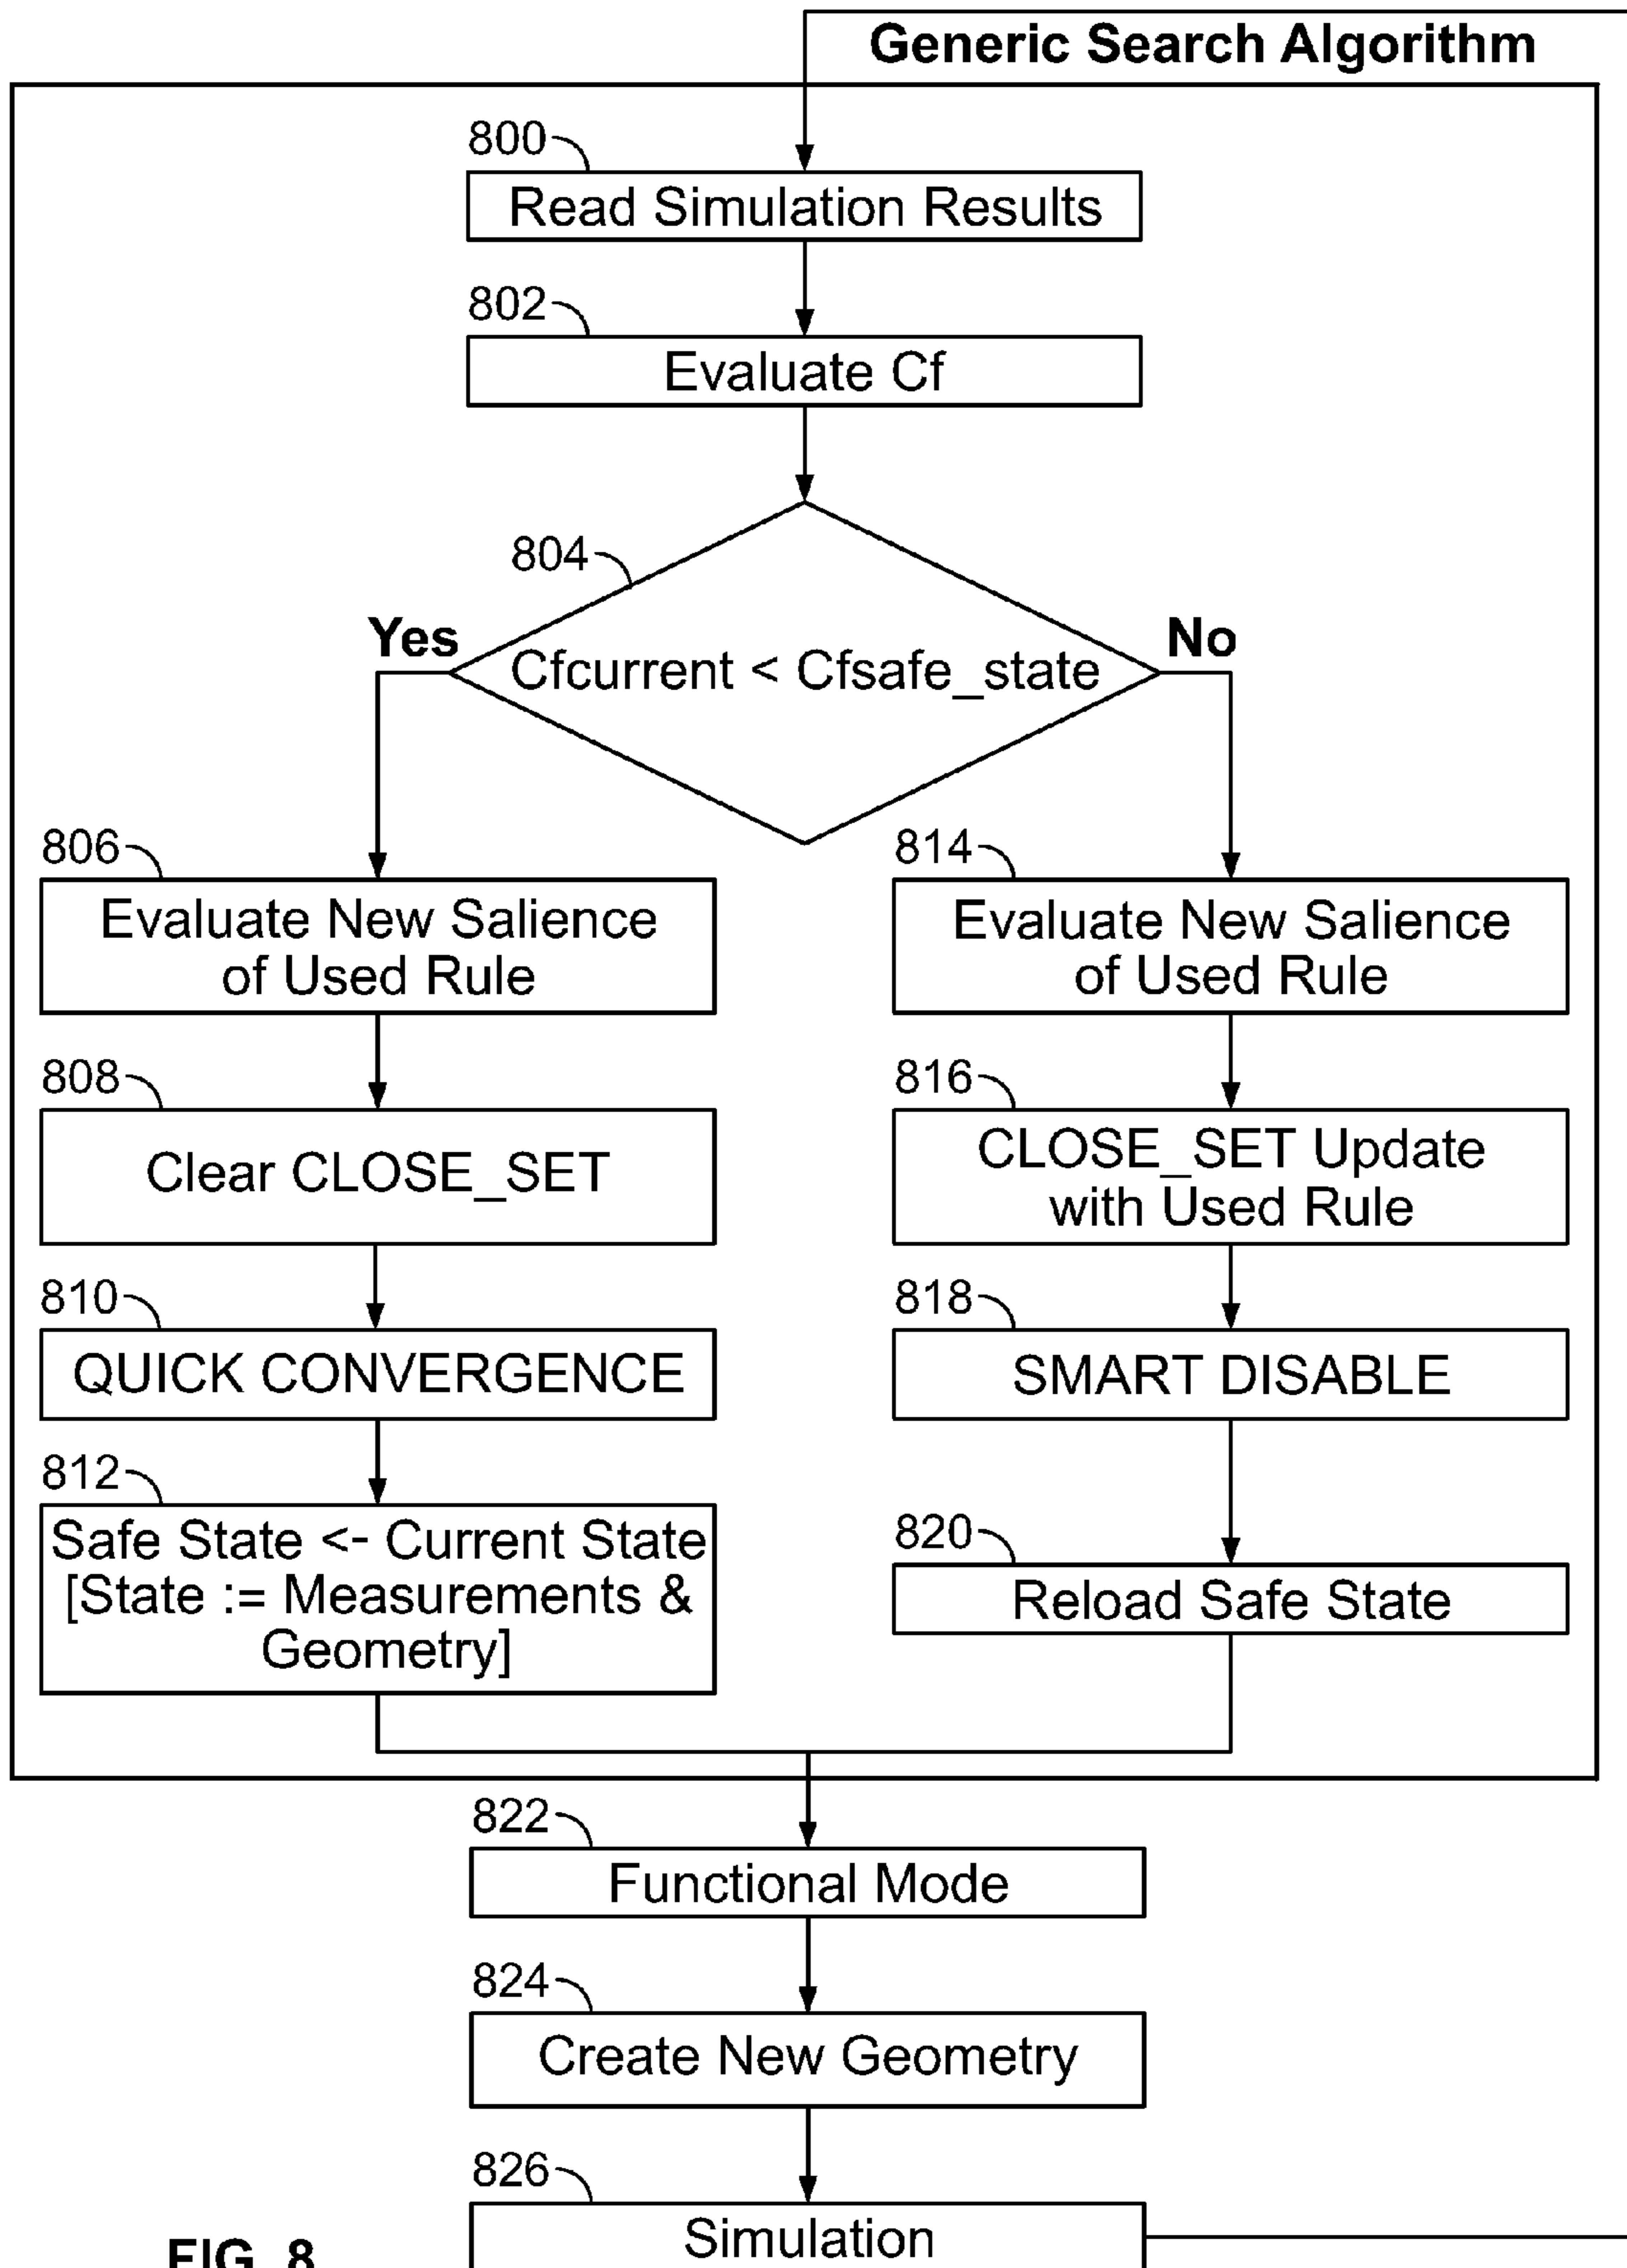 Generic Search Algorithm
800
Read Simulation Results
802
Evaluate Cf
804
Yes
Cfcurrent < Cfsafe_state
No
806
Evaluate New Salience
of Used Rule
808
Clear CLOSE_SET
810
QUICK CONVERGENCE
812
Safe State <- Current State
[State := Measurements &
Geometry]
814
Evaluate New Salience
of Used Rule
816
CLOSE_SET Update
with Used Rule
818
SMART DISABLE
820
Reload Safe State
822
Functional Mode
824
Create New Geometry
826
Simulation
FIG. 8